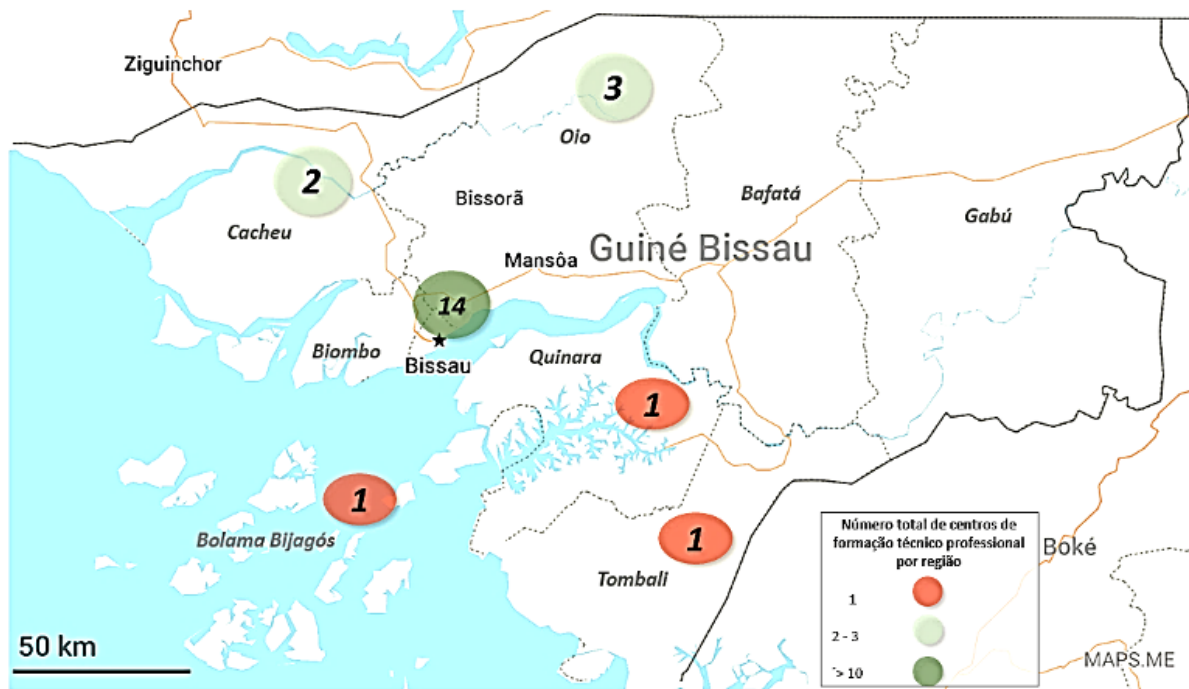 Ziguinchor
3
Oio
2
Bissorã
Bafatá
Gabú
Cacheu
Guiné Bissau
Mansôa
14
Biombo
Bissau
Quinara
1
1
Bolama Bijagós
1
Tombali
Número total de centros de
formação técnico professional
por região
1
2 - 3
> 10
Boké
50 km
MAPS.ME